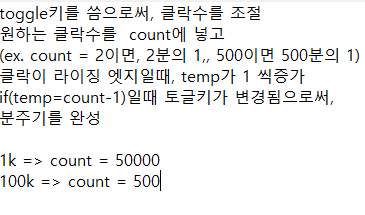 toggle키를 씀으로써, 클락수를 조절
원하는 클락수를 count에 넣고
(ex. count = 2이면, 2분의 1,, 500이면 500분의 1)
클락이 라이징 엣지일때, temp가 1 씩증가
if(temp=count-1)일때 토글키가 변경됨으로써,
분주기를 완성
1k => count = 50000
100k => count = 500